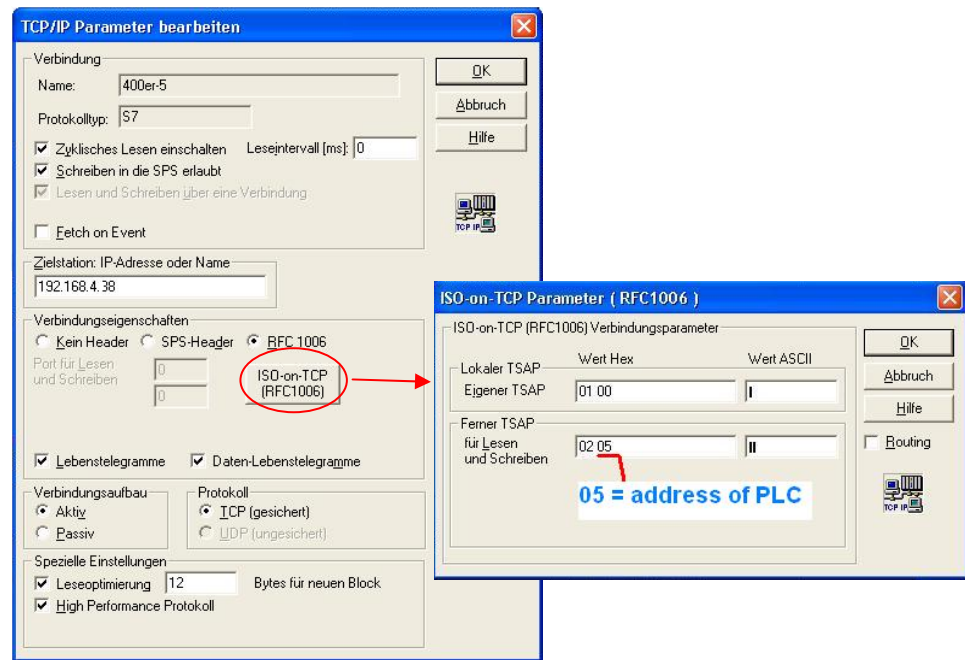 TCP/IP Parameter bearbeiten
Verbindung
Name: 400er-5
Protokolltyp: S7
Zyklisches Lesen einschalten Leseintervall [ms]: 0
Schreiben in die SPS erlaubt
Lesen und Schreiben über eine Verbindung
Fetch on Event
OK
Abbruch
Hilfe
TCP IP
Zielstation: IP-Adresse oder Name
192.168.4.38
Verbindungseigenschaften
Kein Header SPS-Header RFC 1006
Port für Lesen
und Schreiben
0
0
ISO-on-TCP
(RFC1006)
Lebenstelegramme Daten-Lebenstelegramme
Verbindungsaufbau
Aktiv
Passiv
Protokoll
TCP (gesichert)
UDP (ungesichert)
Spezielle Einstellungen
Leseoptimierung 12 Bytes für neuen Block
High Performance Protokoll
ISO-on-TCP Parameter ( RFC1006 )
ISO-on-TCP (RFC1006) Verbindungsparameter
Wert Hex Wert ASCII
Lokaler TSAP
Eigener TSAP 01 00
Ferner TSAP
für Lesen
und Schreiben
02 05
05 = address of PLC
OK
Abbruch
Hilfe
Routing
TCP IP